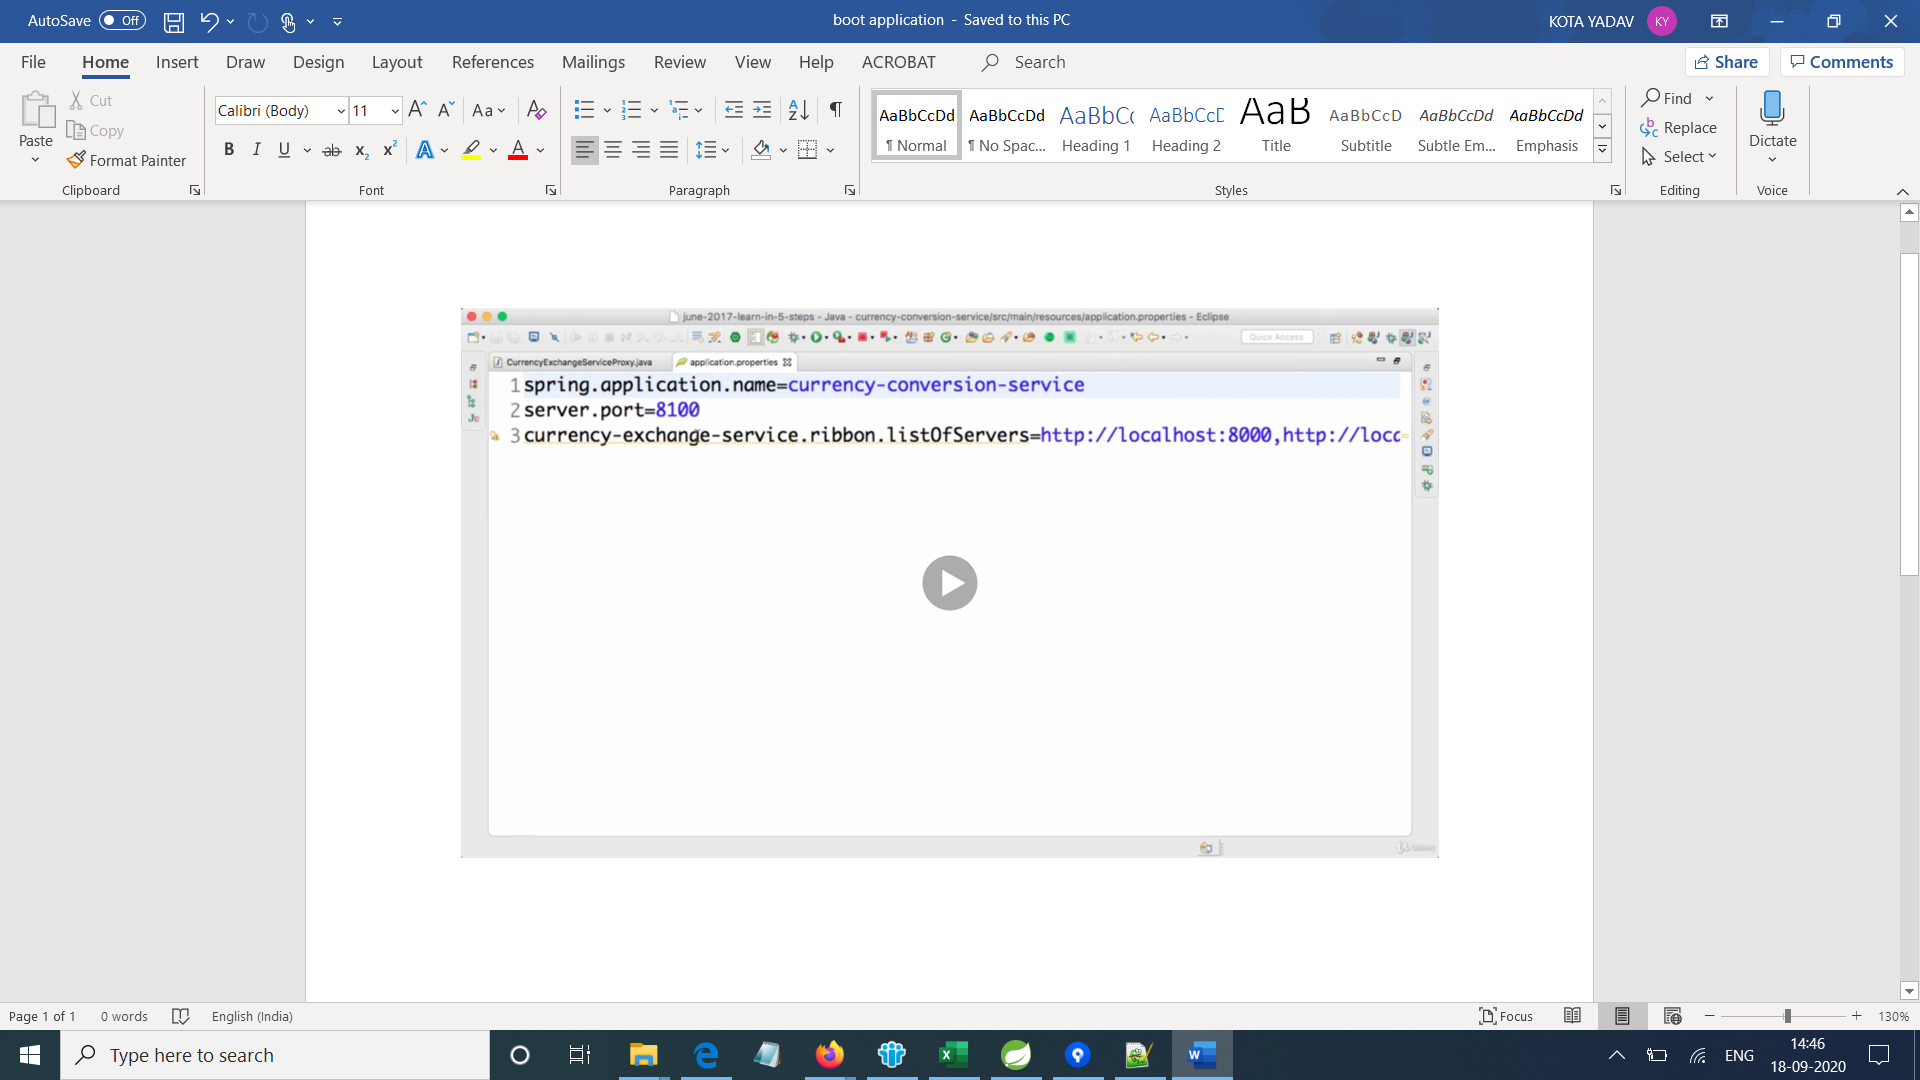 AutoSave Off
boot application - Saved to this PC
KOTA YADAV KY
File Home Insert Draw Design Layout References Mailings Review View Help ACROBAT Search
Share Comments
Paste
Cut
Copy
Format Painter
Clipboard
Calibri (Body) 11
Font
Paragraph
AaBbCcDd AaBbCcDd AaBbC AaBbCcD AaB AaBbCcD AaBbCcDd AaBbCcDd
¶ Normal ¶ No Spac... Heading 1 Heading 2 Title Subtitle Subtle Em... Emphasis
Styles
Find
Replace
Select
Editing
Dictate
Voice
june-2017-learn-in-5-steps - Java - currency-conversion-service/src/main/resources/application.properties - Eclipse
Quick Access
CurrencyExchangeServiceProxy.java application.properties
1 spring.application.name=currency-conversion-service
2 server.port=8100
3 currency-exchange-service.ribbon.listOfServers=http://localhost:8000,http://loc
Page 1 of 1 0 words English (India)
Focus
130%
Type here to search
ENG
14:46
18-09-2020